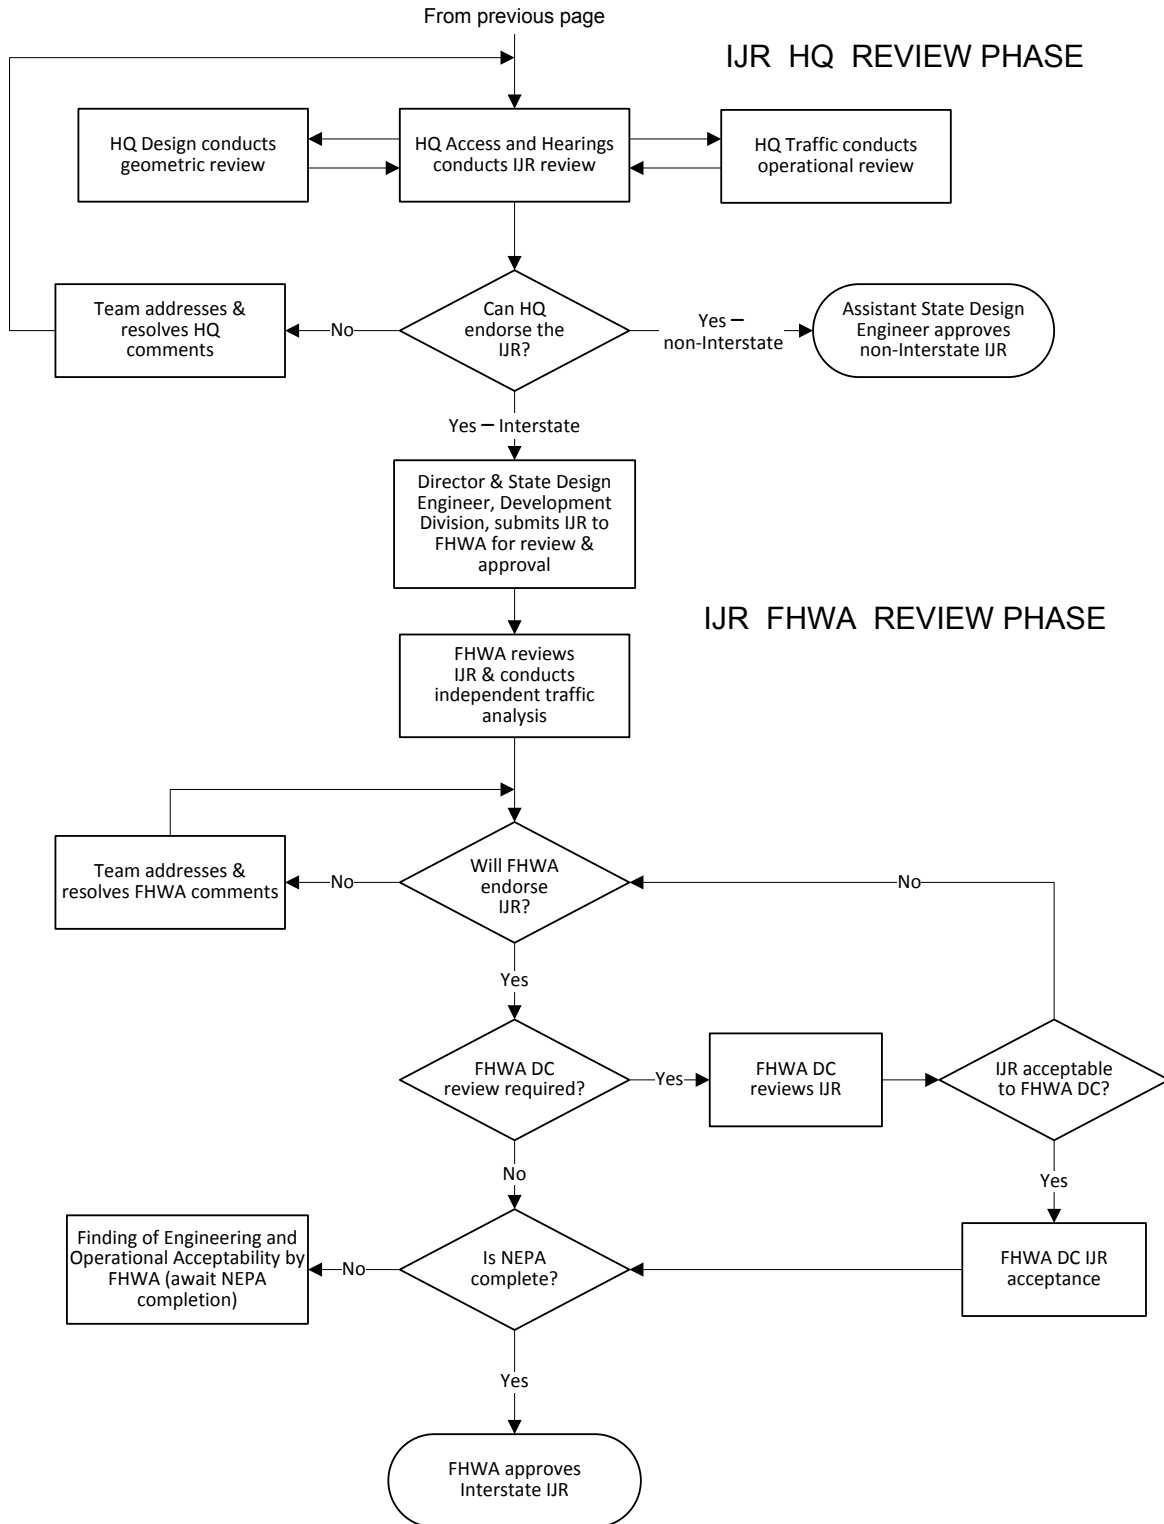 From previous page
IJR HQ REVIEW PHASE
HQ Design conducts
geometric review
HQ Access and Hearings
conducts IJR review
HQ Traffic conducts
operational review
Team addresses &
resolves HQ
comments
No
Can HQ
endorse the
IJR?
Yes –
non-Interstate
Assistant State Design
Engineer approves
non-Interstate IJR
Yes – Interstate
Director & State Design
Engineer, Development
Division, submits IJR to
FHWA for review &
approval
IJR FHWA REVIEW PHASE
FHWA reviews
IJR & conducts
independent traffic
analysis
Team addresses &
resolves FHWA comments
No
Will FHWA
endorse
IJR?
No
Yes
FHWA DC
review required?
Yes
FHWA DC
reviews IJR
IJR acceptable
to FHWA DC?
No
Yes
Finding of Engineering and
Operational Acceptability by
FHWA (await NEPA
completion)
No
Is NEPA
complete?
FHWA DC IJR
acceptance
Yes
FHWA approves
Interstate IJR